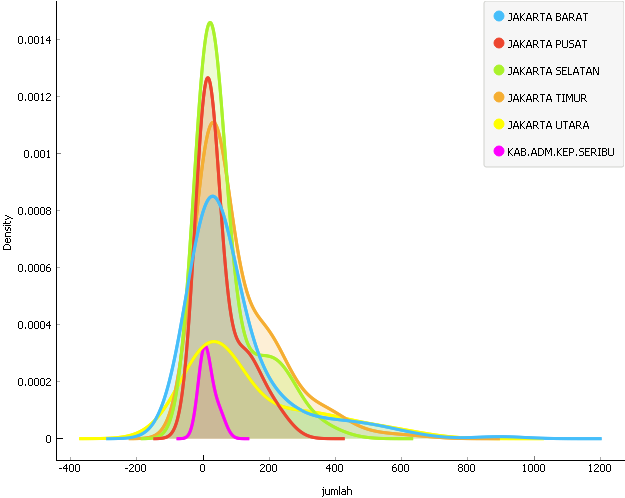 JAKARTA BARAT
JAKARTA PUSAT
JAKARTA SELATAN
JAKARTA TIMUR
JAKARTA UTARA
KAB.ADM.KEP.SERIBU
0.0014
0.0012
0.001
0.0008
0.0006
0.0004
0.0002
0
Density
-400 -200 0 200 400 600 800 1000 1200
jumlah